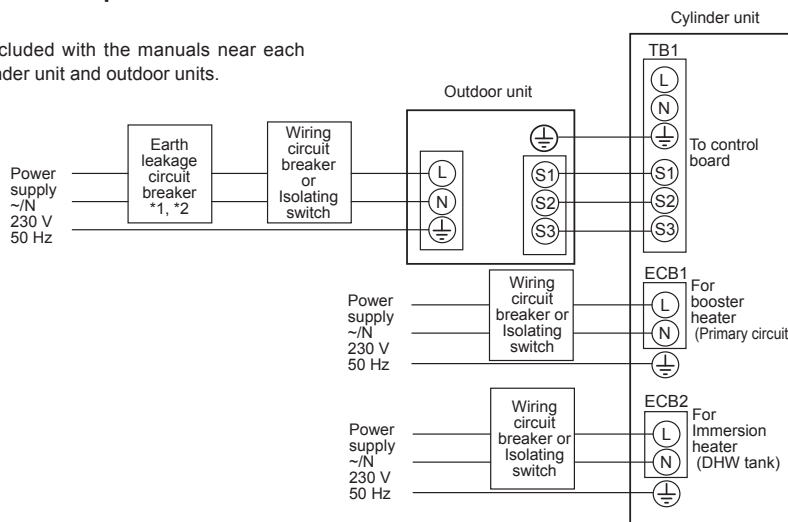 cluded with the manuals near each
der unit and outdoor units.
Cylinder unit
TB1
L
N
To control
board
S1
S2
S3
Outdoor unit
L
N
S1
S2
S3
Earth
leakage
circuit
breaker
*1, *2
Wiring
circuit
breaker
or
Isolating
switch
Power
supply
~/N
230 V
50 Hz
ECB1
For
booster
heater
(Primary circuit
L
N
Wiring
circuit
breaker or
Isolating
switch
Power
supply
~/N
230 V
50 Hz
ECB2
For
Immersion
heater
(DHW tank)
L
N
Wiring
circuit
breaker or
Isolating
switch
Power
supply
~/N
230 V
50 Hz